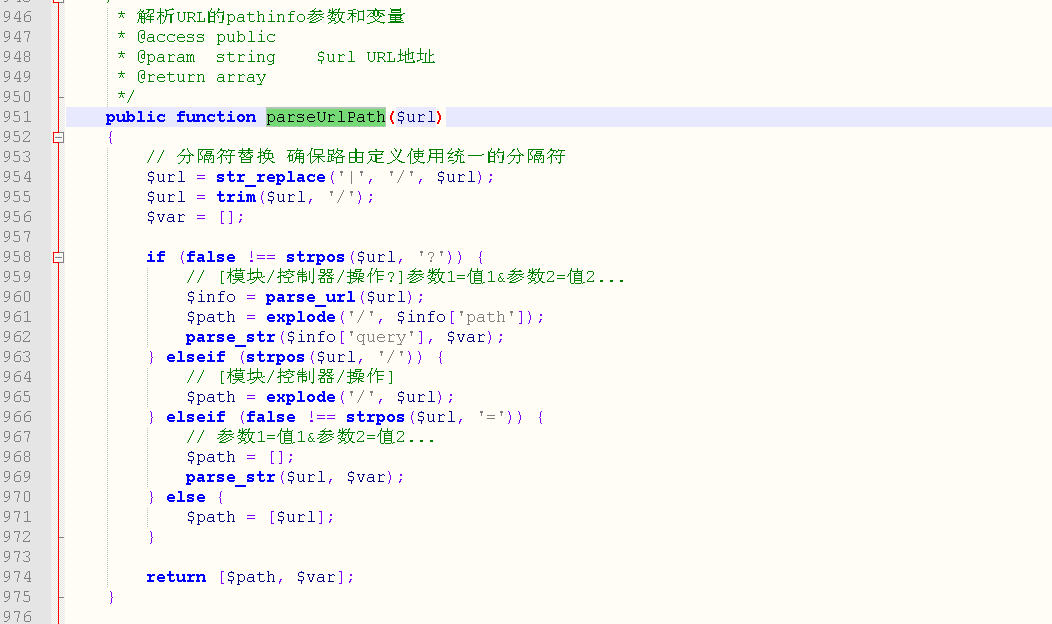 946 * 解析URL的pathinfo参数和变量
947 * @access public
948 * @param  string    $url URL地址
949 * @return array
950 */
951 public function parseUrlPath($url)
952 {
953 // 分隔符替换 确保路由定义使用统一的分隔符
954 $url = str_replace('|', '/', $url);
955 $url = trim($url, '/');
956 $var = [];
957
958 if (false !== strpos($url, '?')) {
959 // [模块/控制器/操作?]参数1=值1&参数2=值2...
960 $info = parse_url($url);
961 $path = explode('/', $info['path']);
962 parse_str($info['query'], $var);
963 } elseif (strpos($url, '/')) {
964 // [模块/控制器/操作]
965 $path = explode('/', $url);
966 } elseif (false !== strpos($url, '=')) {
967 // 参数1=值1&参数2=值2...
968 $path = [];
969 parse_str($url, $var);
970 } else {
971 $path = [$url];
972 }
973
974 return [$path, $var];
975 }
976